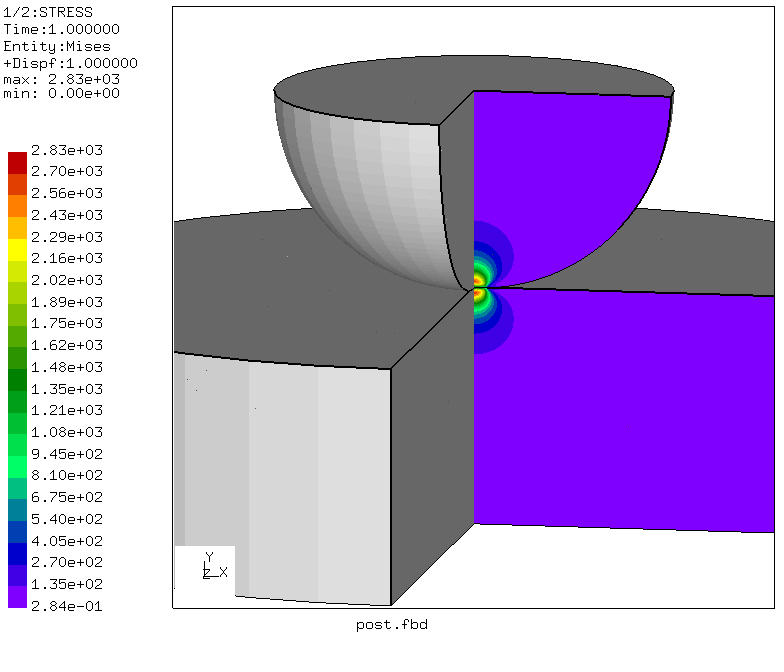 1/2:STRESS
Time:1.000000
Entity:Mises
+Dispf:1.000000
max: 2.83e+03
min: 0.00e+00
2.83e+03
2.70e+03
2.56e+03
2.43e+03
2.29e+03
2.16e+03
2.02e+03
1.89e+03
1.75e+03
1.62e+03
1.48e+03
1.35e+03
1.21e+03
1.08e+03
9.45e+02
8.10e+02
6.75e+02
5.40e+02
4.05e+02
2.70e+02
1.35e+02
2.84e-01
Y
Z X
post.fbd